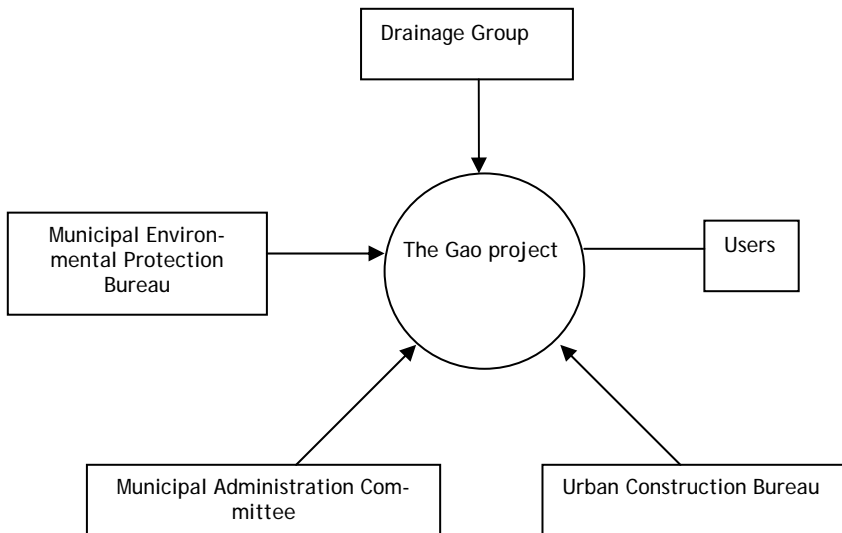 Drainage Group
Municipal Environ-
mental Protection
Bureau
The Gao project
Users
Municipal Administration Com-
mittee
Urban Construction Bureau